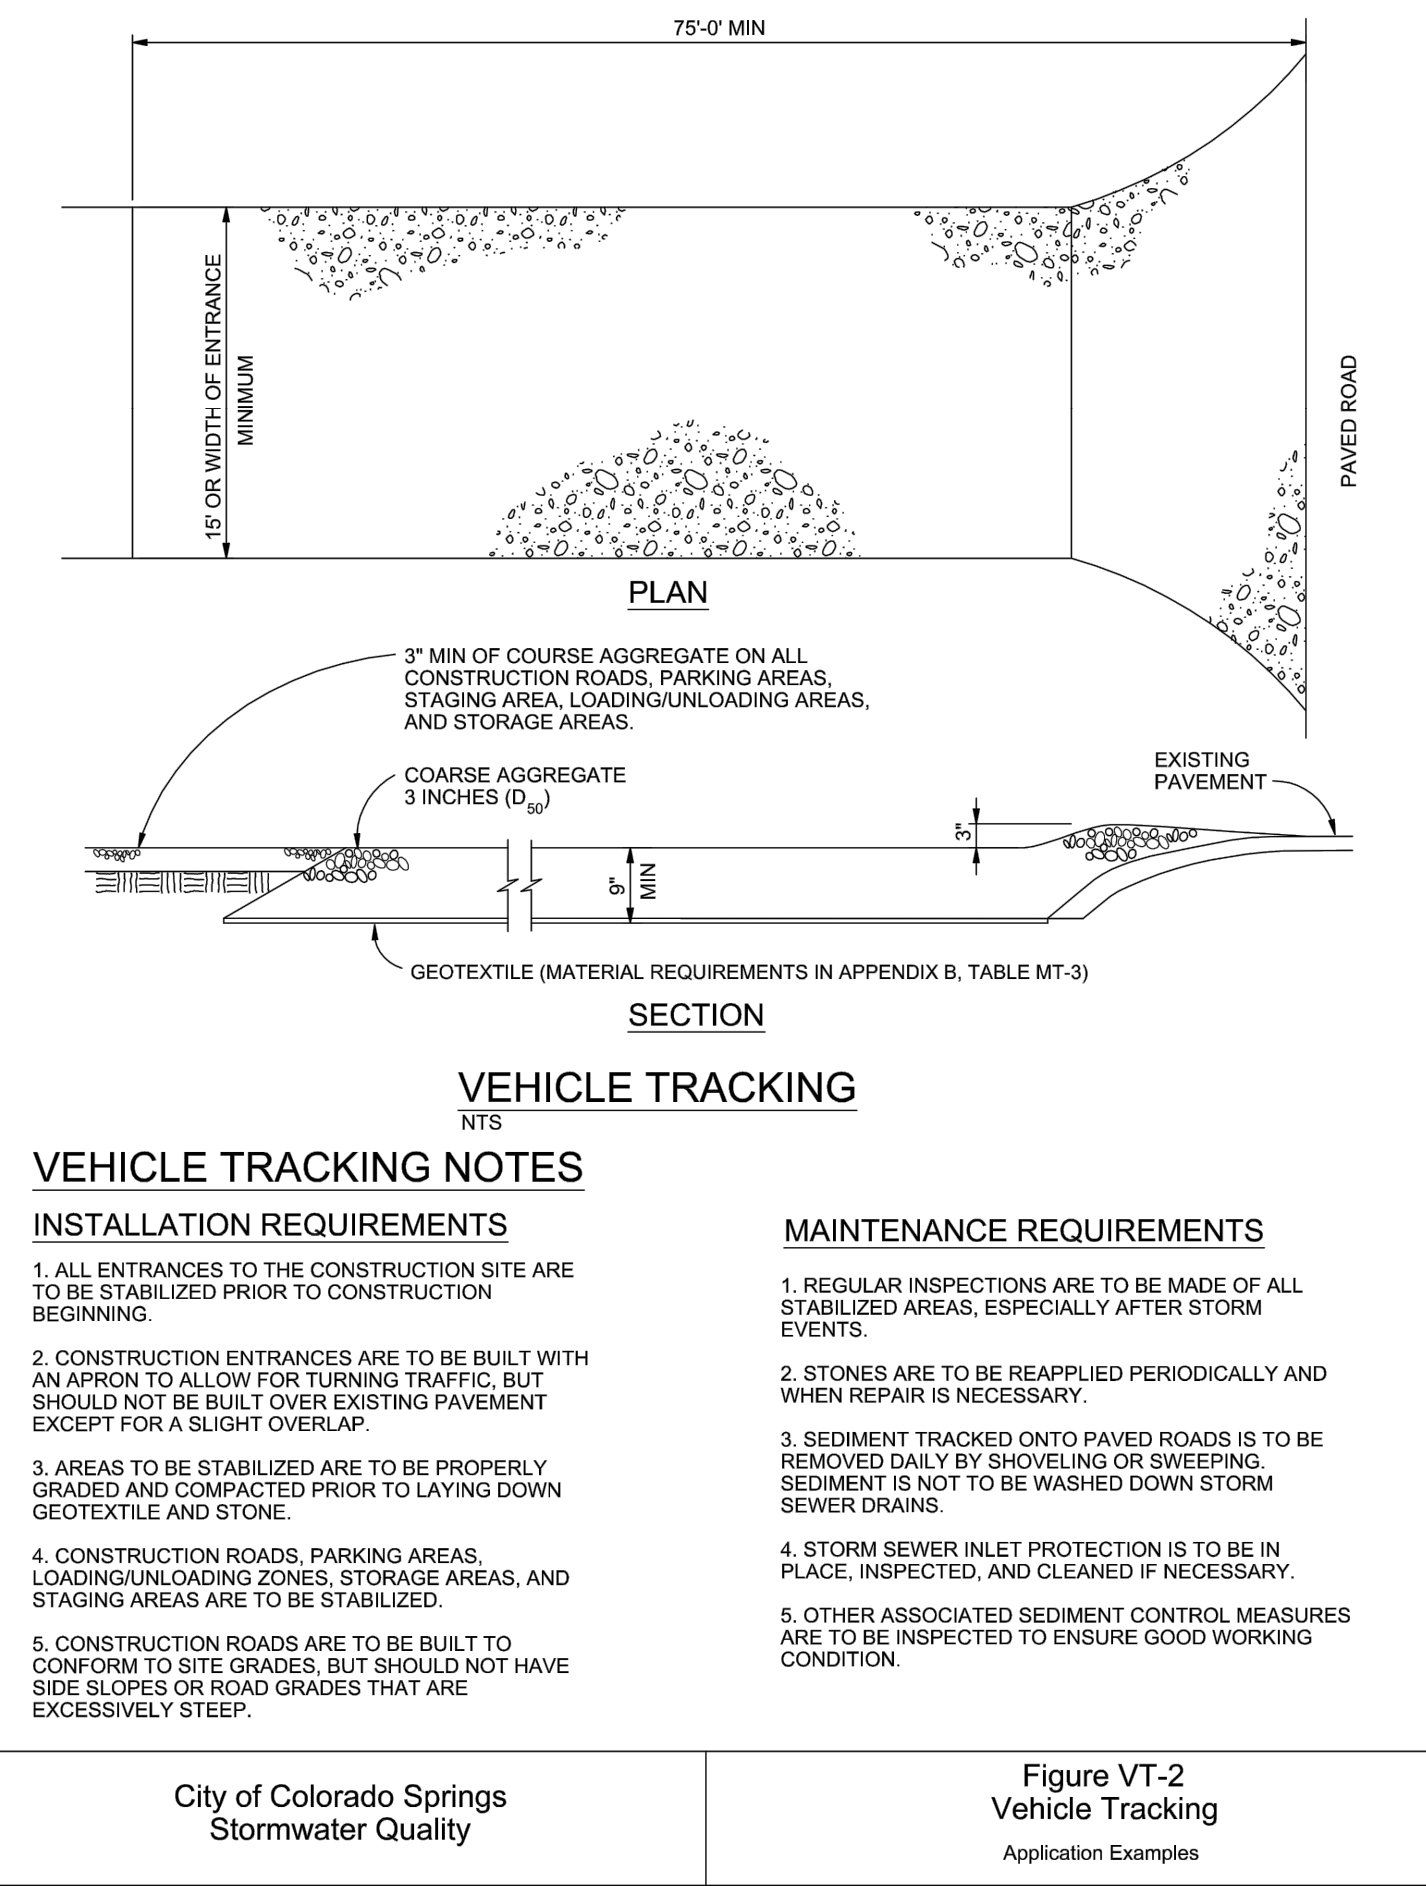 75'-0' MIN
15' OR WIDTH OF ENTRANCE
MINIMUM
PAVED ROAD
PLAN
3" MIN OF COURSE AGGREGATE ON ALL
CONSTRUCTION ROADS, PARKING AREAS,
STAGING AREA, LOADING/UNLOADING AREAS,
AND STORAGE AREAS.
COARSE AGGREGATE
3 INCHES (D50)
EXISTING
PAVEMENT
3"
9"
MIN
GEOTEXTILE (MATERIAL REQUIREMENTS IN APPENDIX B, TABLE MT-3)
SECTION
VEHICLE TRACKING
NTS
VEHICLE TRACKING NOTES
INSTALLATION REQUIREMENTS
1. ALL ENTRANCES TO THE CONSTRUCTION SITE ARE
TO BE STABILIZED PRIOR TO CONSTRUCTION
BEGINNING.
2. CONSTRUCTION ENTRANCES ARE TO BE BUILT WITH
AN APRON TO ALLOW FOR TURNING TRAFFIC, BUT
SHOULD NOT BE BUILT OVER EXISTING PAVEMENT
EXCEPT FOR A SLIGHT OVERLAP.
3. AREAS TO BE STABILIZED ARE TO BE PROPERLY
GRADED AND COMPACTED PRIOR TO LAYING DOWN
GEOTEXTILE AND STONE.
4. CONSTRUCTION ROADS, PARKING AREAS,
LOADING/UNLOADING ZONES, STORAGE AREAS, AND
STAGING AREAS ARE TO BE STABILIZED.
5. CONSTRUCTION ROADS ARE TO BE BUILT TO
CONFORM TO SITE GRADES, BUT SHOULD NOT HAVE
SIDE SLOPES OR ROAD GRADES THAT ARE
EXCESSIVELY STEEP.
MAINTENANCE REQUIREMENTS
1. REGULAR INSPECTIONS ARE TO BE MADE OF ALL
STABILIZED AREAS, ESPECIALLY AFTER STORM
EVENTS.
2. STONES ARE TO BE REAPPLIED PERIODICALLY AND
WHEN REPAIR IS NECESSARY.
3. SEDIMENT TRACKED ONTO PAVED ROADS IS TO BE
REMOVED DAILY BY SHOVELING OR SWEEPING.
SEDIMENT IS NOT TO BE WASHED DOWN STORM
SEWER DRAINS.
4. STORM SEWER INLET PROTECTION IS TO BE IN
PLACE, INSPECTED, AND CLEANED IF NECESSARY.
5. OTHER ASSOCIATED SEDIMENT CONTROL MEASURES
ARE TO BE INSPECTED TO ENSURE GOOD WORKING
CONDITION.
City of Colorado Springs
Stormwater Quality
Figure VT-2
Vehicle Tracking
Application Examples